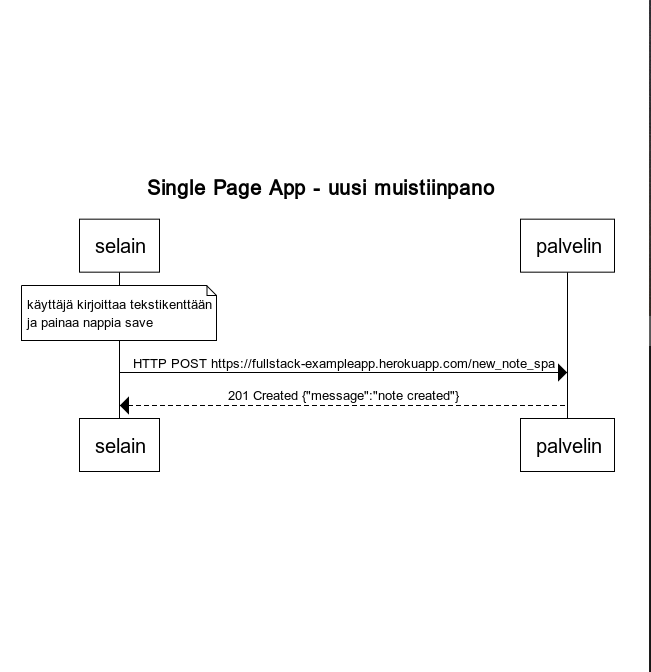 Single Page App - uusi muistiinpano
selain
palvelin
käyttäjä kirjoittaa tekstikenttään
ja painaa nappia save
HTTP POST https://fullstack-exampleapp.herokuapp.com/new_note_spa
201 Created {"message":"note created"}
selain
palvelin